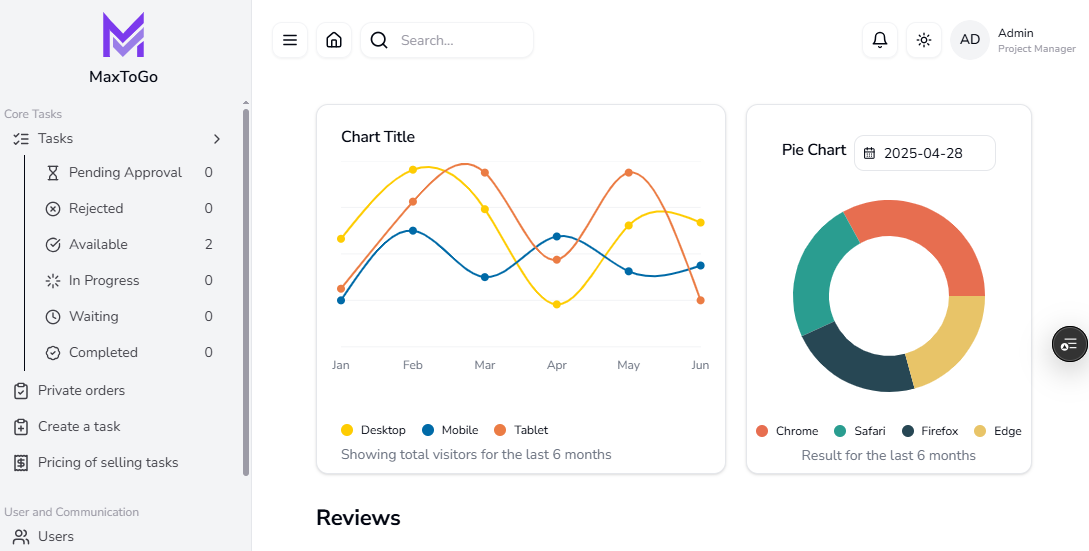 MaxToGo
Core Tasks
Tasks
Pending Approval 0
Rejected 0
Available 2
In Progress 0
Waiting 0
Completed 0
Private orders
Create a task
Pricing of selling tasks
User and Communication
Users
Search...
AD
Admin
Project Manager
Chart Title
Jan Feb Mar Apr May Jun
Desktop Mobile Tablet
Showing total visitors for the last 6 months
Pie Chart 2025-04-28
Chrome Safari Firefox Edge
Result for the last 6 months
Reviews